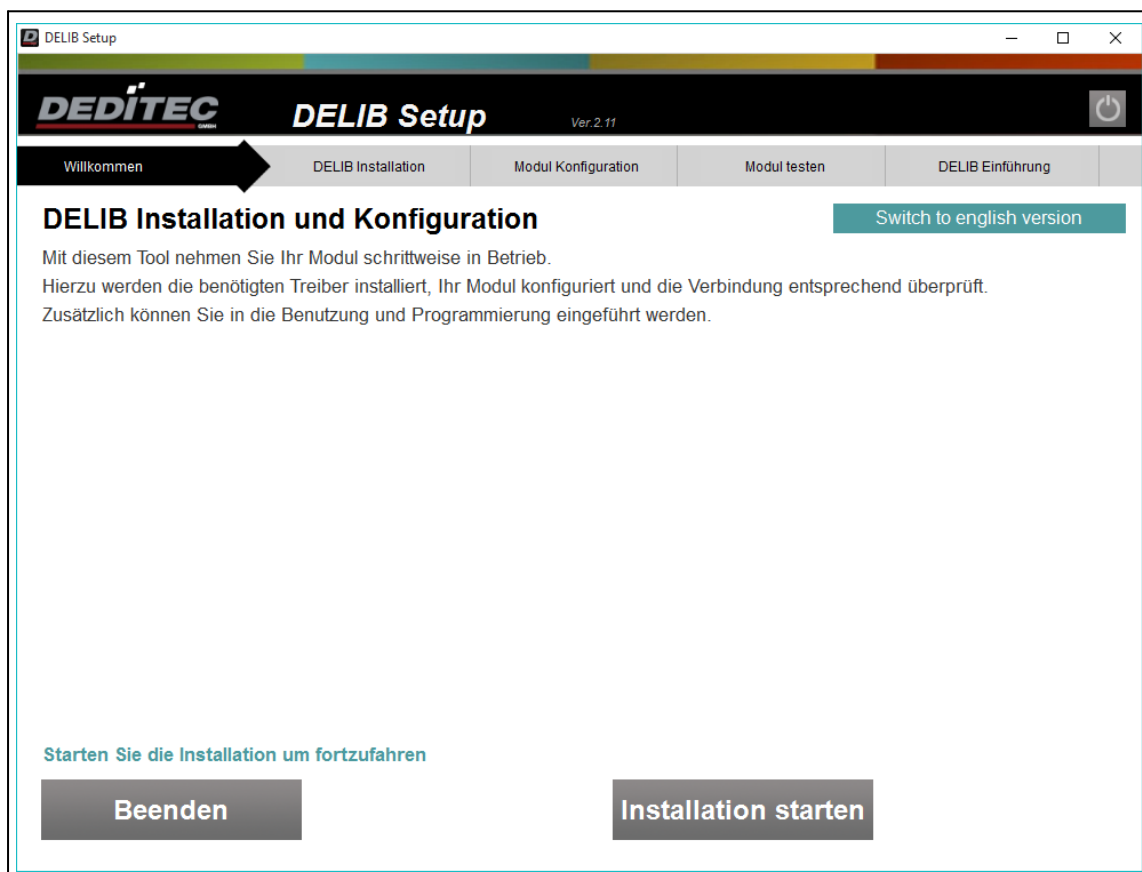 DELIB Setup
DEDITEC
GMBH
DELIB Setup
Ver.2.11
Willkommen
DELIB Installation
Modul Konfiguration
Modul testen
DELIB Einführung
DELIB Installation und Konfiguration
Switch to english version
Mit diesem Tool nehmen Sie Ihr Modul schrittweise in Betrieb.
Hierzu werden die benötigten Treiber installiert, Ihr Modul konfiguriert und die Verbindung entsprechend überprüft.
Zusätzlich können Sie in die Benutzung und Programmierung eingeführt werden.
Starten Sie die Installation um fortzufahren
Beenden
Installation starten